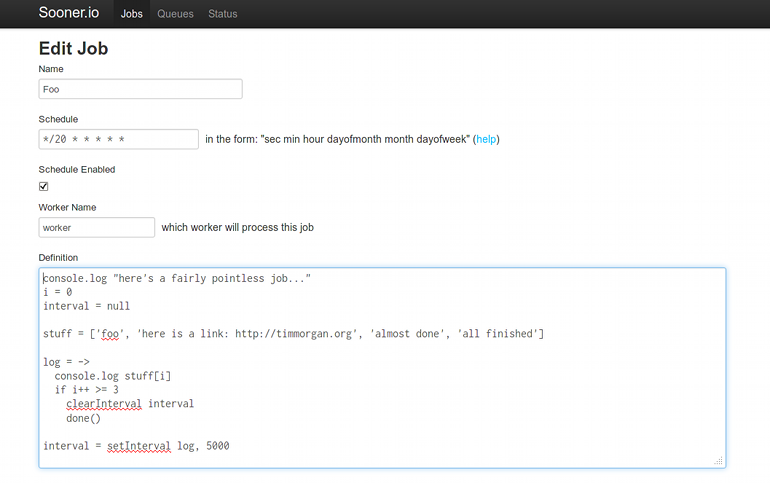 Sooner.io Jobs Queues Status
Edit Job
Name
Foo
Schedule
*/20 * * * * * in the form: "sec min hour dayofmonth month dayofweek" (help)
Schedule Enabled
Worker Name
worker which worker will process this job
Definition
console.log "here's a fairly pointless job..."
i = 0
interval = null
stuff = ['foo', 'here is a link: http://timmorgan.org', 'almost done', 'all finished']
log = ->
  console.log stuff[i]
  if i++ >= 3
    clearInterval interval
    done()
interval = setInterval log, 5000